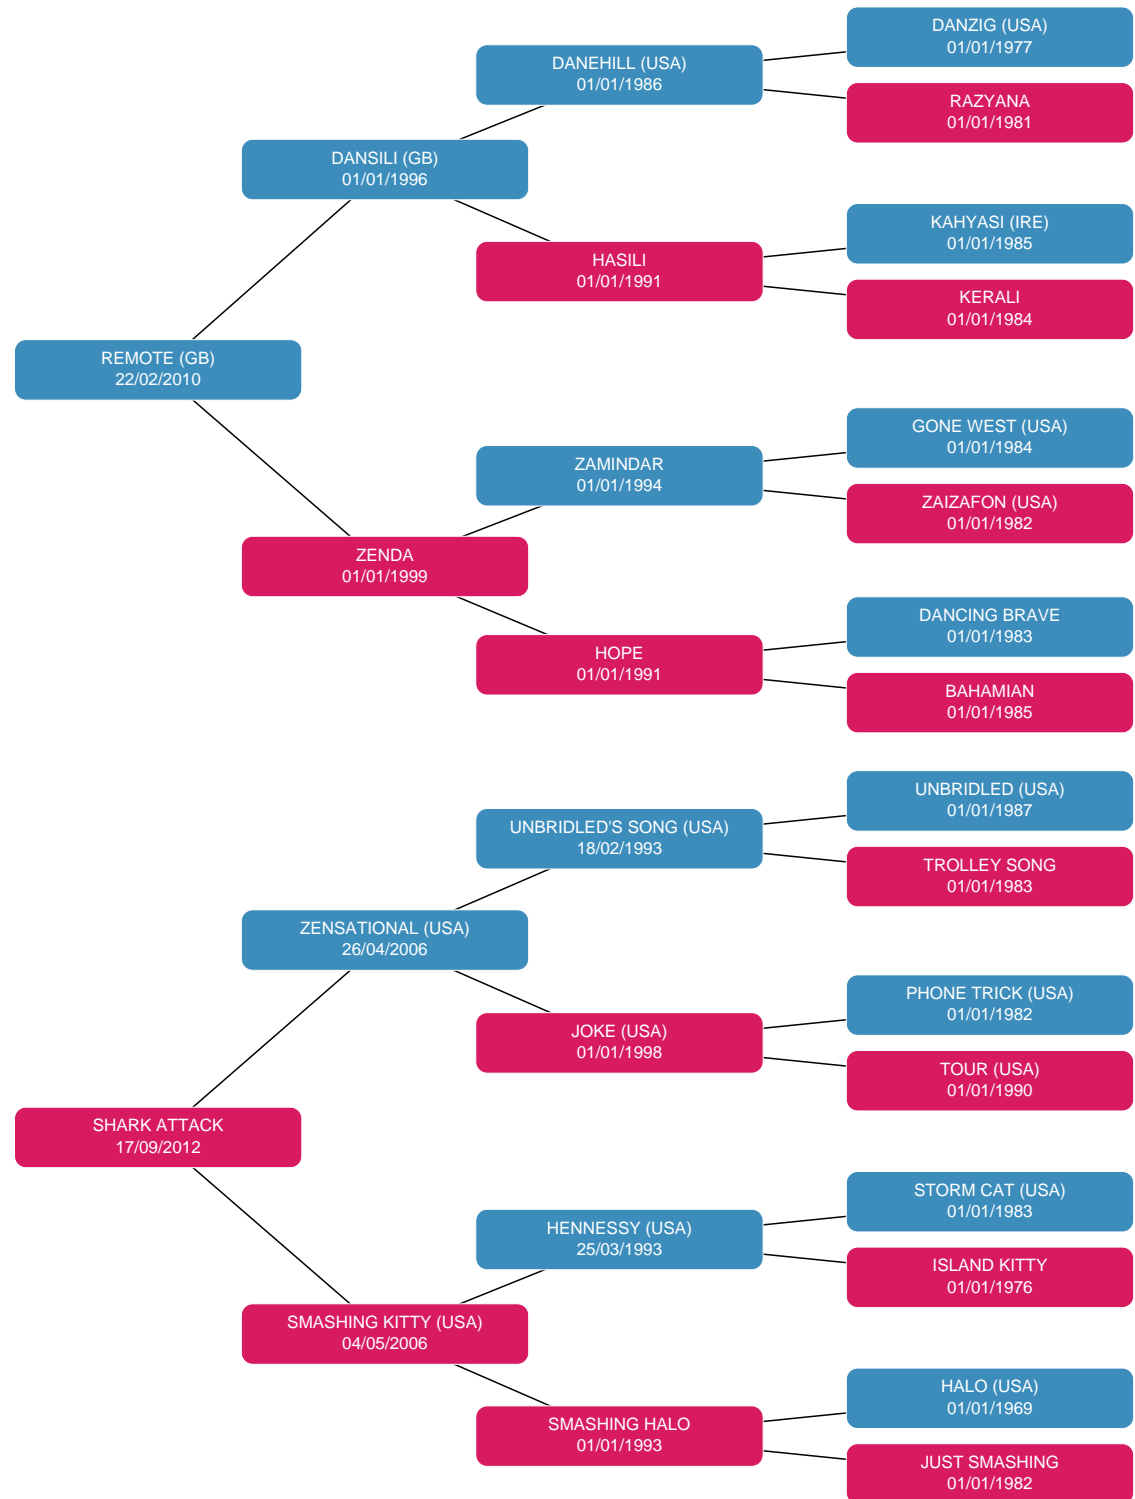 DANZIG (USA)
01/01/1977
DANEHILL (USA)
01/01/1986
RAZYANA
01/01/1981
DANSILI (GB)
01/01/1996
KAHYASI (IRE)
01/01/1985
HASILI
01/01/1991
KERALI
01/01/1984
REMOTE (GB)
22/02/2010
GONE WEST (USA)
01/01/1984
ZAMINDAR
01/01/1994
ZAIZAFON (USA)
01/01/1982
ZENDA
01/01/1999
DANCING BRAVE
01/01/1983
HOPE
01/01/1991
BAHAMIAN
01/01/1985
UNBRIDLED (USA)
01/01/1987
UNBRIDLED'S SONG (USA)
18/02/1993
TROLLEY SONG
01/01/1983
ZENSATIONAL (USA)
26/04/2006
PHONE TRICK (USA)
01/01/1982
JOKE (USA)
01/01/1998
TOUR (USA)
01/01/1990
SHARK ATTACK
17/09/2012
STORM CAT (USA)
01/01/1983
HENNESSY (USA)
25/03/1993
ISLAND KITTY
01/01/1976
SMASHING KITTY (USA)
04/05/2006
HALO (USA)
01/01/1969
SMASHING HALO
01/01/1993
JUST SMASHING
01/01/1982